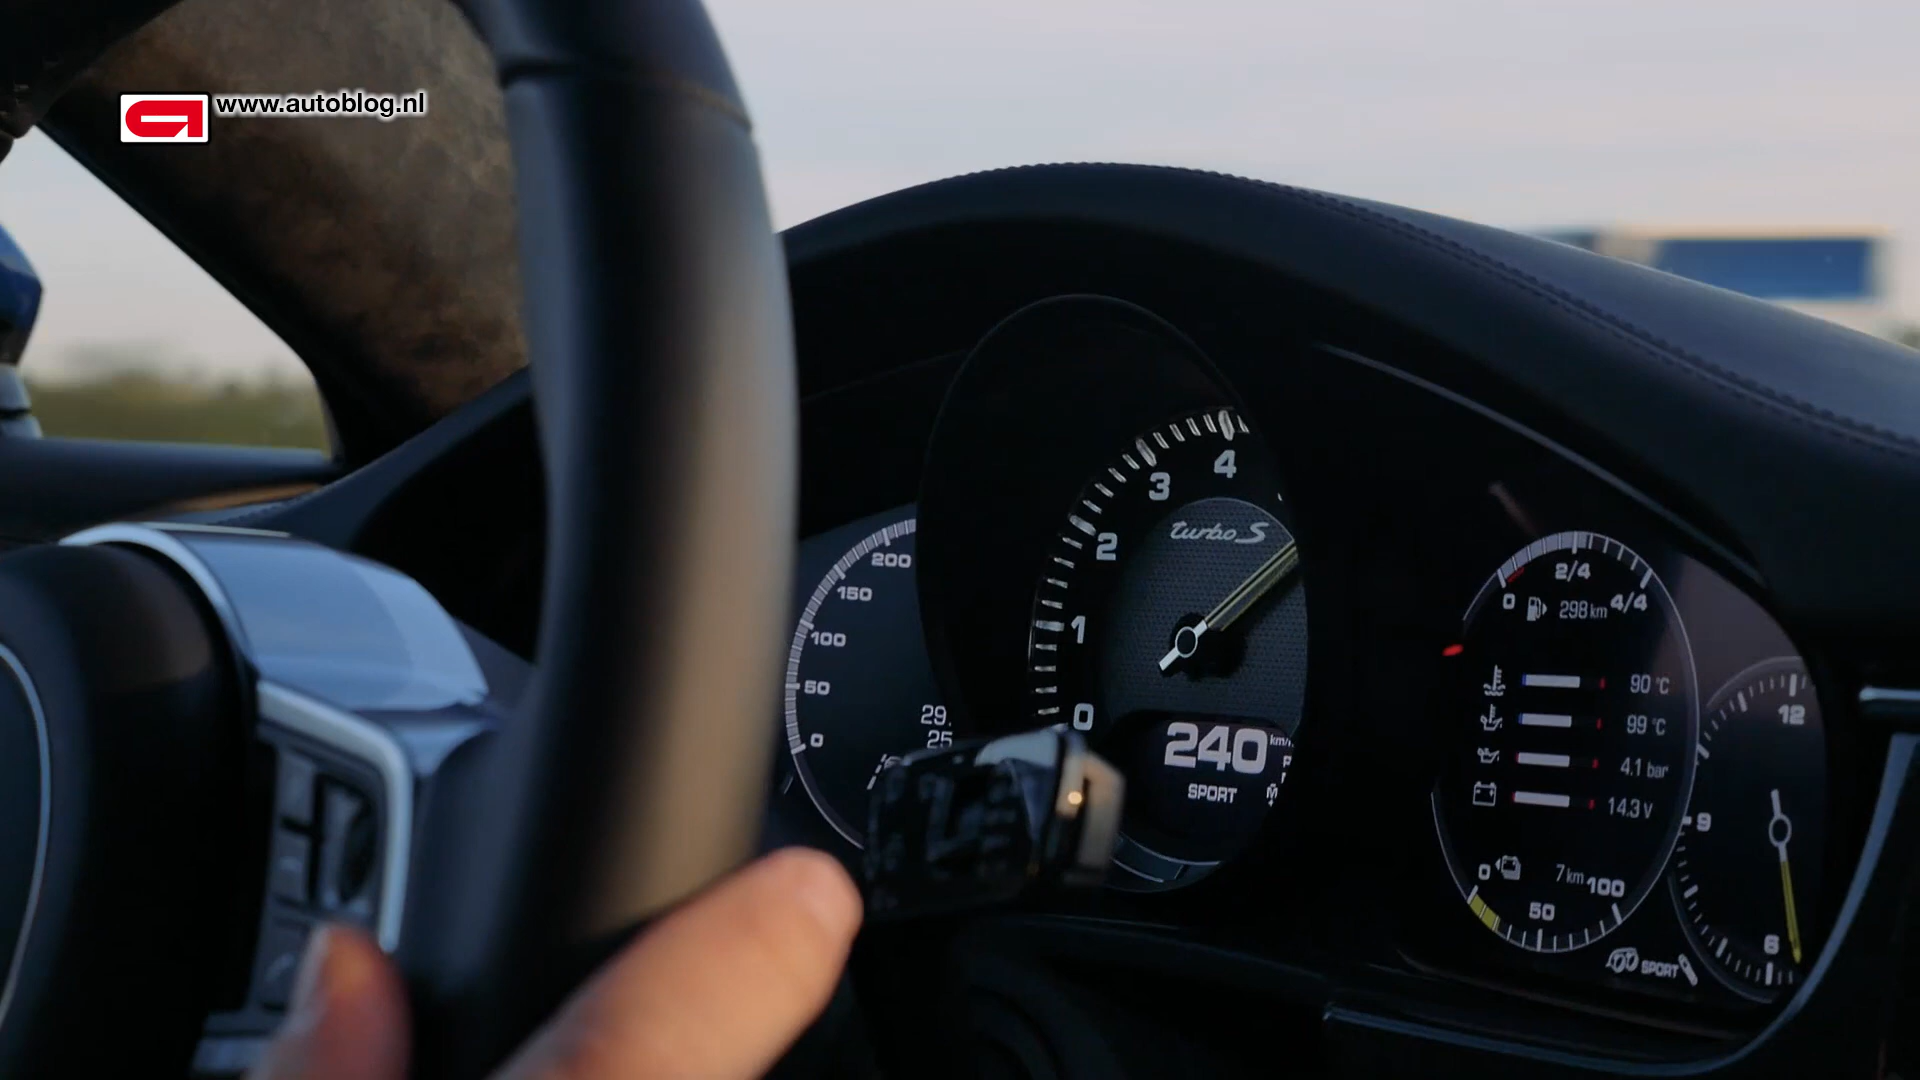 www.autoblog.nl
4
3
2
1
0
turbo S
240 km/h
SPORT
200
150
100
50
0
29.
25
2/4
0
4/4
298 km
90 °C
99 °C
4.1 bar
14.3 V
0
7 km
100
50
SPORT
12
9
6